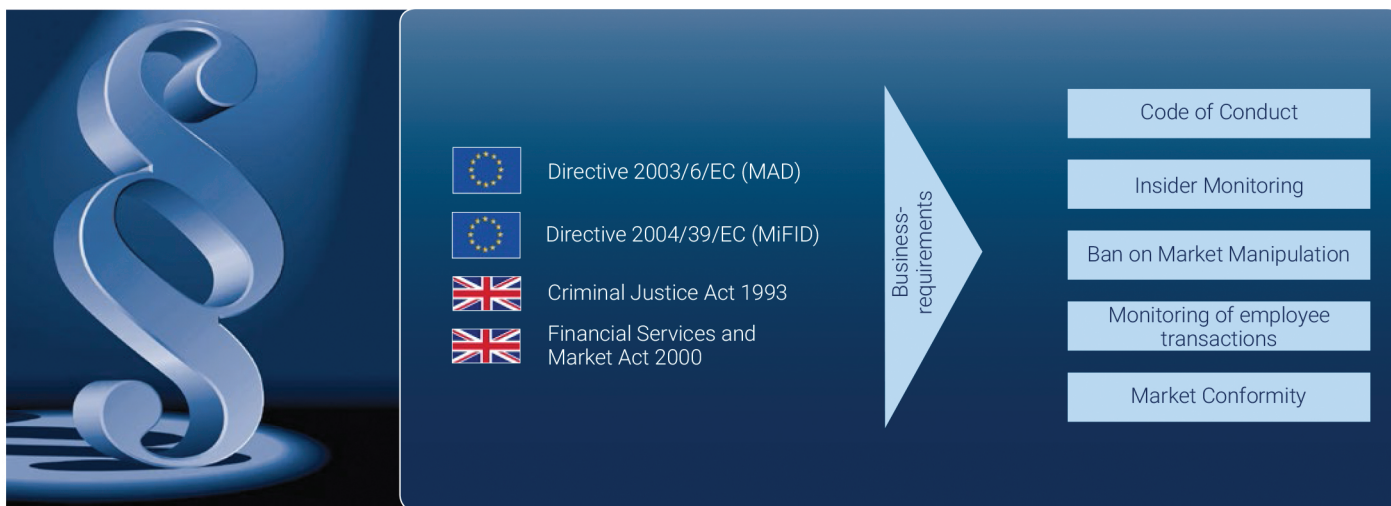 Directive 2003/6/EC (MAD)
Directive 2004/39/EC (MiFID)
Criminal Justice Act 1993
Financial Services and
Market Act 2000
Business-
requirements
Code of Conduct
Insider Monitoring
Ban on Market Manipulation
Monitoring of employee
transactions
Market Conformity